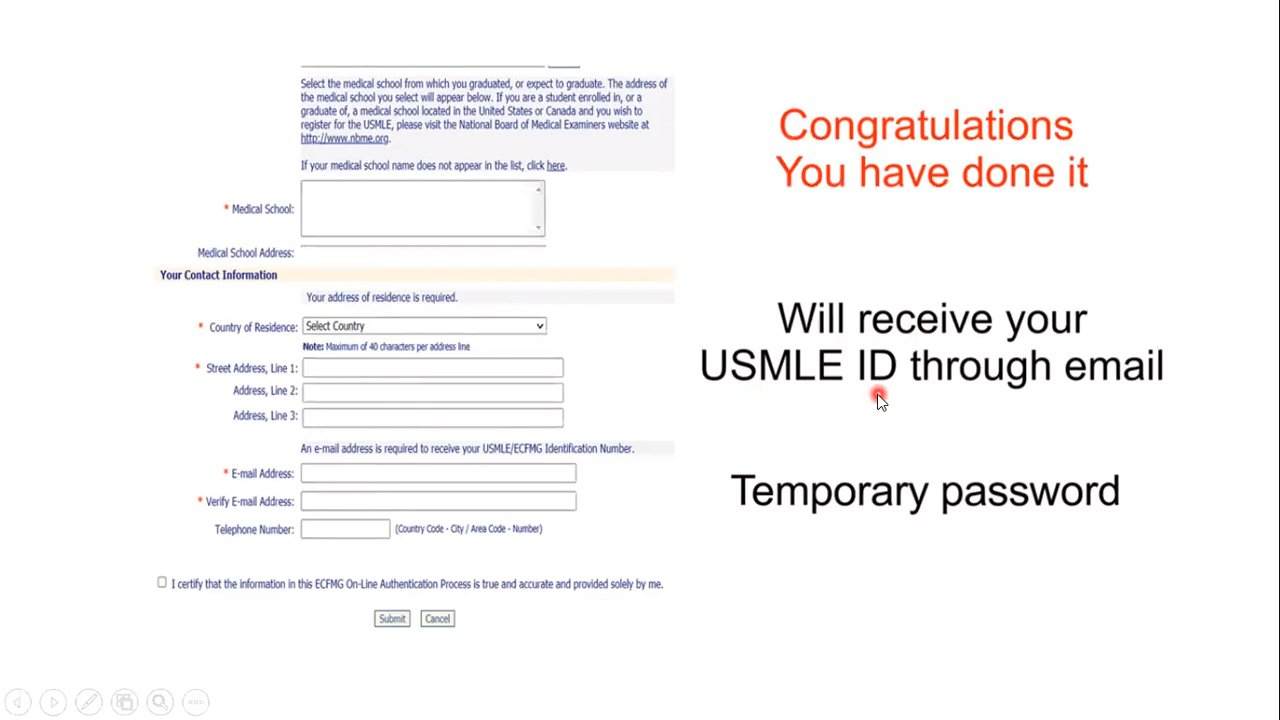 Select the medical school from which you graduated, or expect to graduate. The address of
the medical school you select will appear below. If you are a student enrolled in, or a
graduate of, a medical school located in the United States or Canada and you wish to
register for the USMLE, please visit the National Board of Medical Examiners website at
http://www.nbme.org.
If your medical school name does not appear in the list, click here.
* Medical School:
Medical School Address:
Your Contact Information
Your address of residence is required.
* Country of Residence: Select Country
Note: Maximum of 40 characters per address line
* Street Address, Line 1:
Address, Line 2:
Address, Line 3:
An e-mail address is required to receive your USMLE/ECFMG Identification Number.
* E-mail Address:
* Verify E-mail Address:
Telephone Number: (Country Code - City / Area Code - Number)
I certify that the information in this ECFMG On-Line Authentication Process is true and accurate and provided solely by me.
Submit Cancel
Congratulations
You have done it
Will receive your
USMLE ID through email
Temporary password